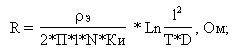 R = ρэ / 2*П*l*N*Ки * Ln l² / T*D , Ом;